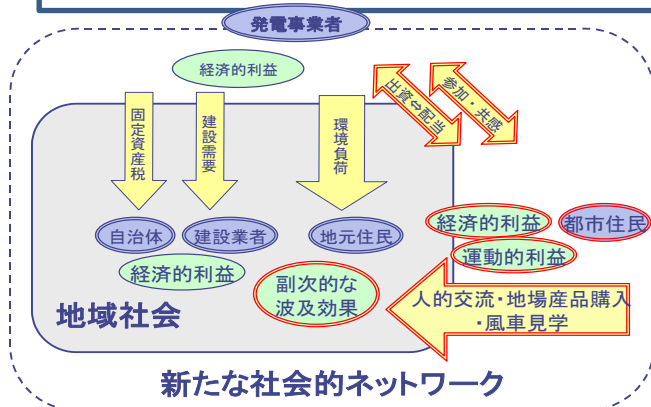 発電事業者
経済的利益
出資⇔配当
参加・共感
固定資産税
建設需要
環境負荷
自治体
建設業者
地元住民
経済的利益
都市住民
運動的利益
経済的利益
副次的な
波及効果
人的交流・地場産品購入
・風車見学
地域社会
新たな社会的ネットワーク